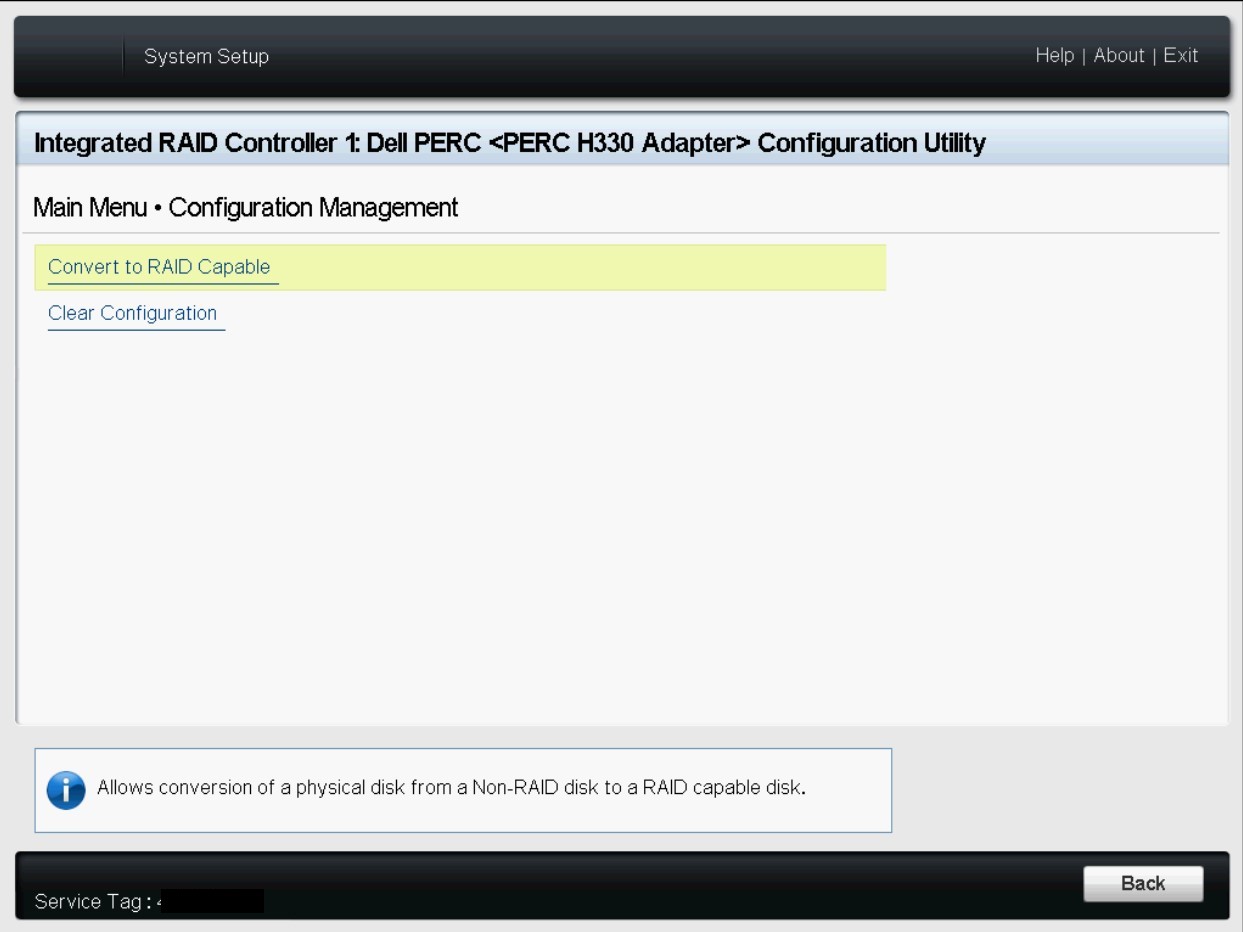 System Setup
Help | About | Exit
Integrated RAID Controller 1: Dell PERC <PERC H330 Adapter> Configuration Utility
Main Menu • Configuration Management
Convert to RAID Capable
Clear Configuration
Allows conversion of a physical disk from a Non-RAID disk to a RAID capable disk.
Back
Service Tag :